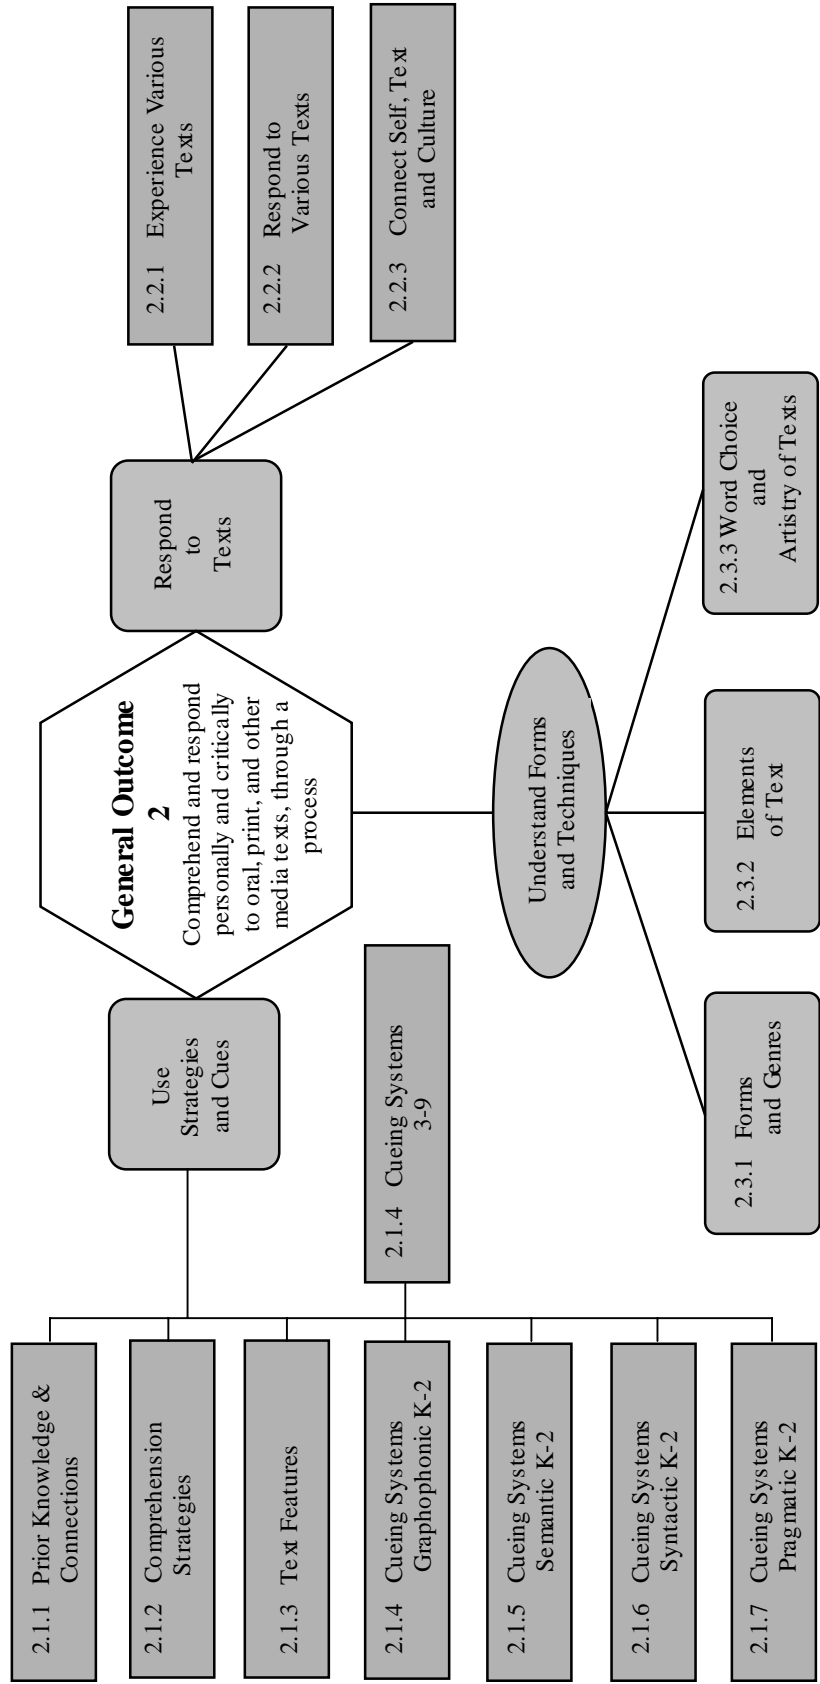 General Outcome
2
Comprehend and respond
personally and critically
to oral, print, and other
media texts, through a
process
Use
Strategies
and Cues
2.1.1 Prior Knowledge &
Connections
2.1.2 Comprehension
Strategies
2.1.3 Text Features
2.1.4 Cueing Systems
Graphophonic K-2
2.1.5 Cueing Systems
Semantic K-2
2.1.6 Cueing Systems
Syntactic K-2
2.1.7 Cueing Systems
Pragmatic K-2
2.1.4 Cueing Systems
3-9
Respond
to
Texts
2.2.1 Experience Various
Texts
2.2.2 Respond to
Various Texts
2.2.3 Connect Self, Text
and Culture
Understand Forms
and Techniques
2.3.1 Forms
and Genres
2.3.2 Elements
of Text
2.3.3 Word Choice
and
Artistry of Texts